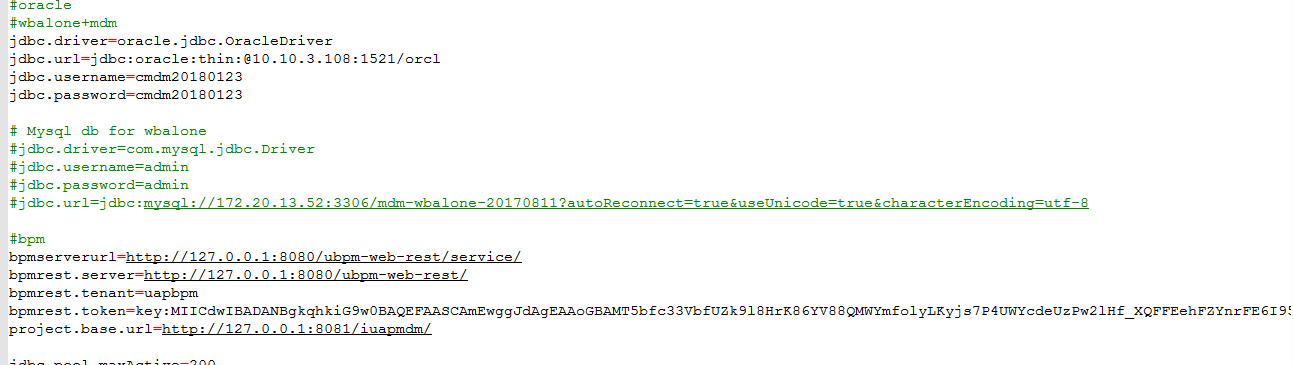 #oracle
#wbalone+mdm
jdbc.driver=oracle.jdbc.OracleDriver
jdbc.url=jdbc:oracle:thin:@10.10.3.108:1521/orcl
jdbc.username=cmdm20180123
jdbc.password=cmdm20180123
# Mysql db for wbalone
#jdbc.driver=com.mysql.jdbc.Driver
#jdbc.username=admin
#jdbc.password=admin
#jdbc.url=jdbc:mysql://172.20.13.52:3306/mdm-wbalone-20170811?autoReconnect=true&useUnicode=true&characterEncoding=utf-8
#bpm
bpmserverurl=http://127.0.0.1:8080/ubpm-web-rest/service/
bpmrest.server=http://127.0.0.1:8080/ubpm-web-rest/
bpmrest.tenant=uapbpm
bpmrest.token=key:MIICdwIBADANBgkqhkiG9w0BAQEFAASCAmEwggJdAgEAAoGBAMT5bfc33VbfUZk9l8HrK86YV88QMWYmfolyLKyjs7P4UWYcdeUzPw2lHf_XQFFEehFZYnrFE6I95
project.base.url=http://127.0.0.1:8081/iuapmdm/
jdbc.pool.maxActive=200